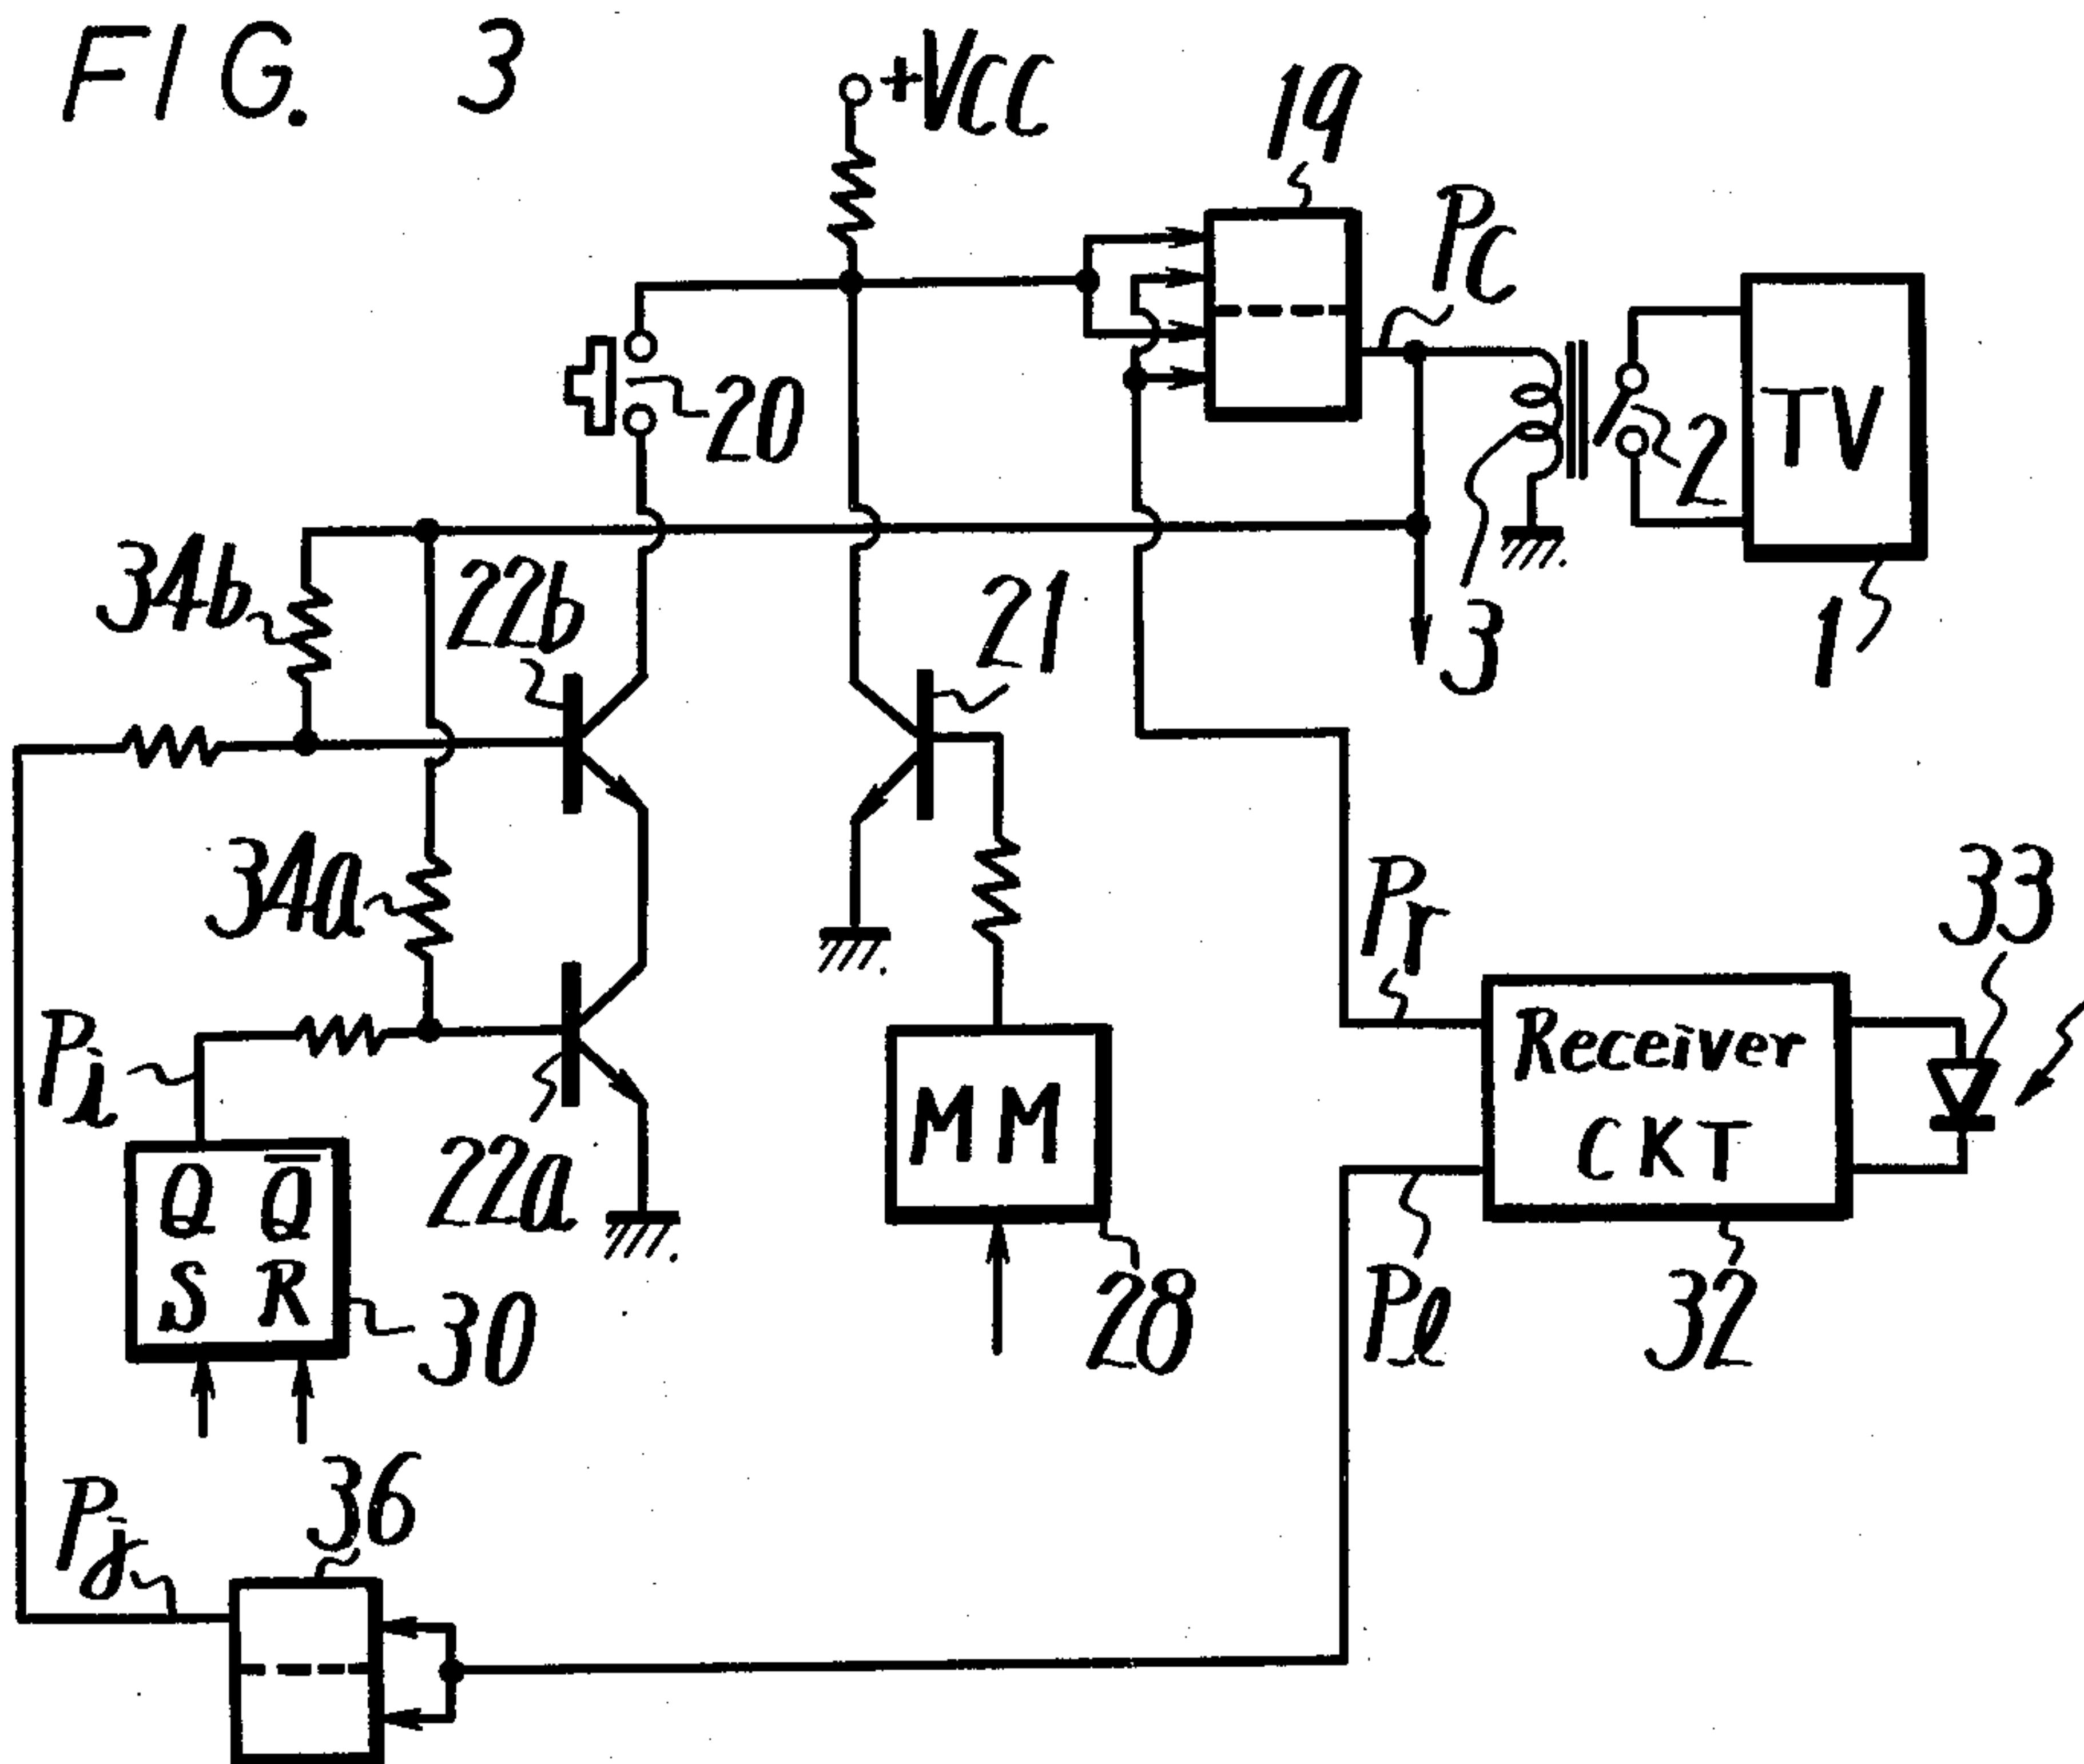 FIG. 3
+VCC
19
PC
20
2
TV
34b
22b
21
3
1
34a
Pr
33
Pi
Receiver
CKT
MM
22a
Q Q̅
S R
30
28
Pl
32
36
Pj